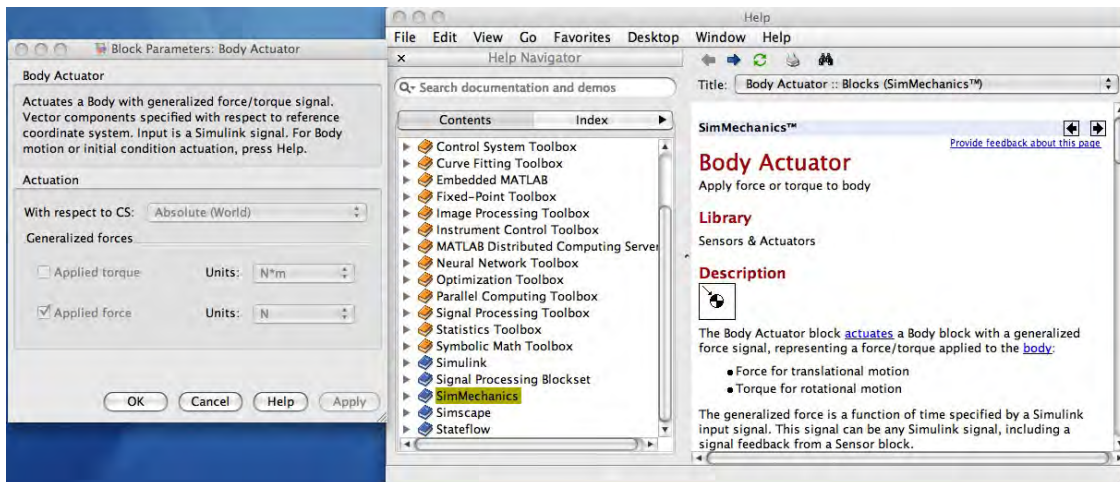 Block Parameters: Body Actuator
Body Actuator
Actuates a Body with generalized force/torque signal.
Vector components specified with respect to reference
coordinate system. Input is a Simulink signal. For Body
motion or initial condition actuation, press Help.
Actuation
With respect to CS: Absolute (World)
Generalized forces
Applied torque Units: N*m
Applied force Units: N
OK Cancel Help Apply
Help
File Edit View Go Favorites Desktop Window Help
× Help Navigator
Search documentation and demos
Contents Index
Control System Toolbox
Curve Fitting Toolbox
Embedded MATLAB
Fixed-Point Toolbox
Image Processing Toolbox
Instrument Control Toolbox
MATLAB Distributed Computing Server
Neural Network Toolbox
Optimization Toolbox
Parallel Computing Toolbox
Signal Processing Toolbox
Statistics Toolbox
Symbolic Math Toolbox
Simulink
Signal Processing Blockset
SimMechanics
Simscape
Stateflow
Title: Body Actuator :: Blocks (SimMechanics™)
SimMechanics™
Provide feedback about this page
Body Actuator
Apply force or torque to body
Library
Sensors & Actuators
Description
The Body Actuator block actuates a Body block with a generalized
force signal, representing a force/torque applied to the body:
• Force for translational motion
• Torque for rotational motion
The generalized force is a function of time specified by a Simulink
input signal. This signal can be any Simulink signal, including a
signal feedback from a Sensor block.